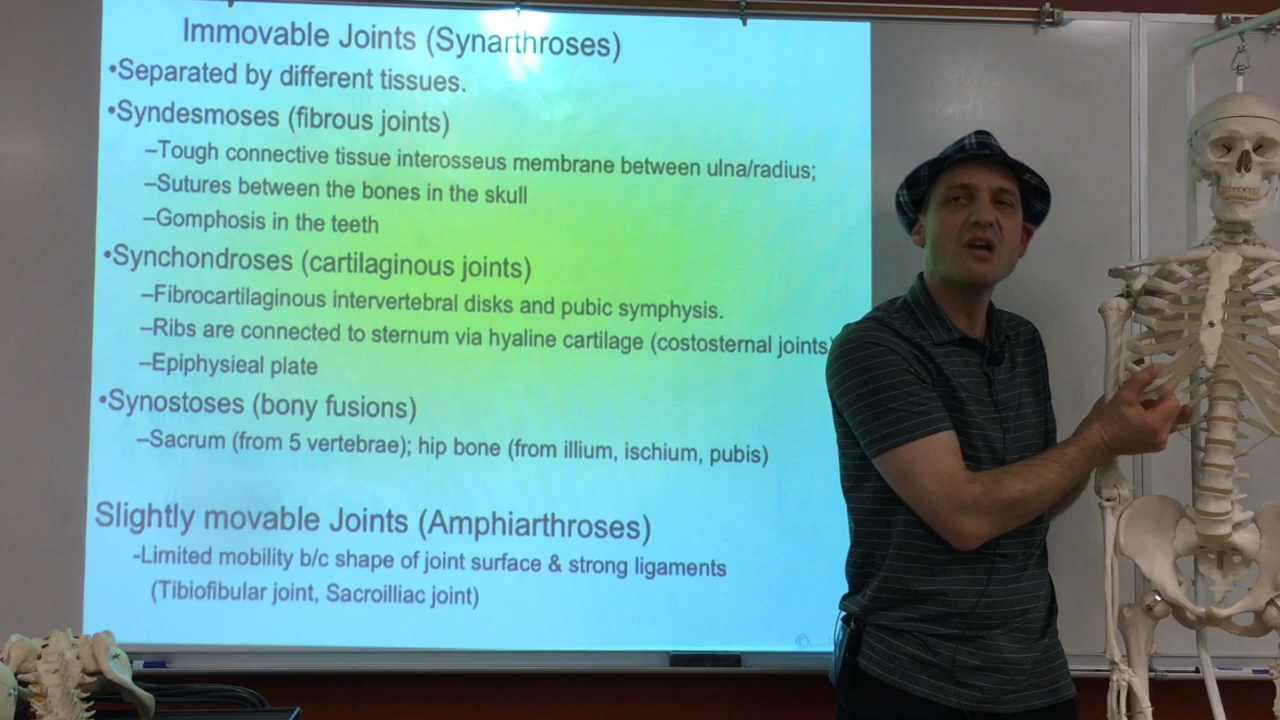 Immovable Joints (Synarthroses)
•Separated by different tissues.
•Syndesmoses (fibrous joints)
–Tough connective tissue interosseus membrane between ulna/radius;
–Sutures between the bones in the skull
–Gomphosis in the teeth
•Synchondroses (cartilaginous joints)
–Fibrocartilaginous intervertebral disks and pubic symphysis.
–Ribs are connected to sternum via hyaline cartilage (costosternal joints)
–Epiphysieal plate
•Synostoses (bony fusions)
–Sacrum (from 5 vertebrae); hip bone (from illium, ischium, pubis)
Slightly movable Joints (Amphiarthroses)
-Limited mobility b/c shape of joint surface & strong ligaments
(Tibiofibular joint, Sacroilliac joint)
©